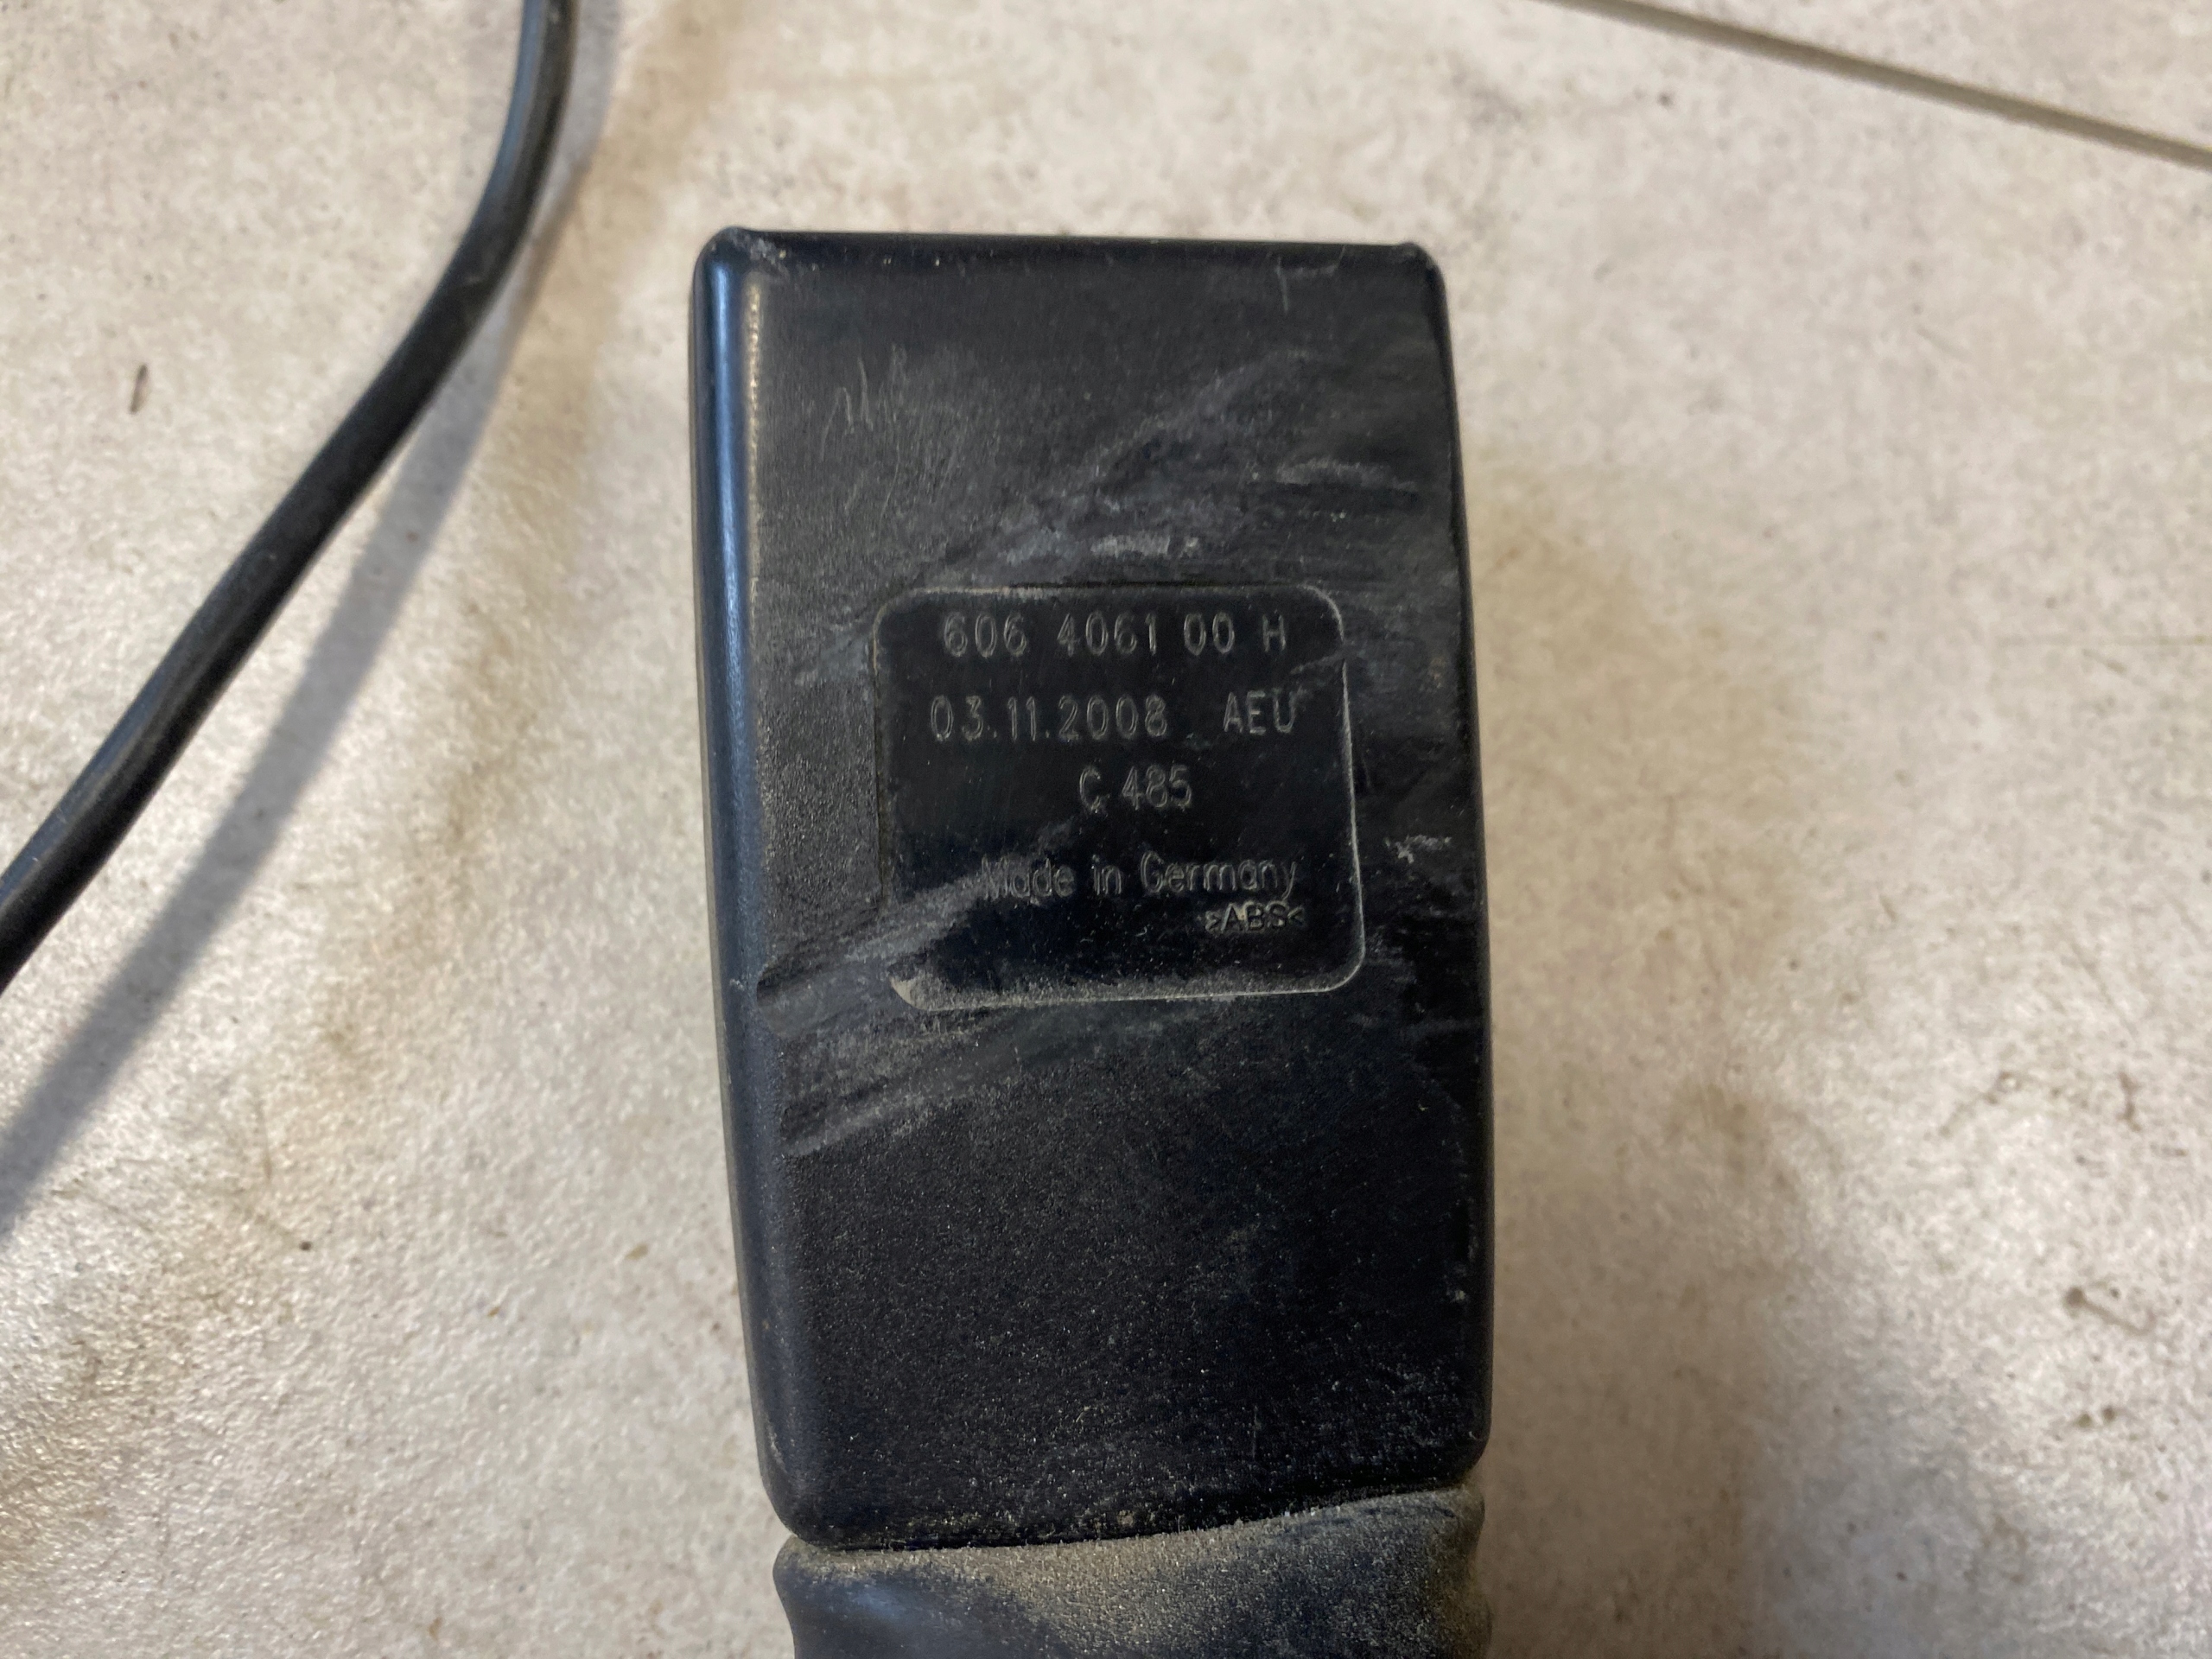 606 4061 00 H
03.11.2008 AEU
C 485
Made in Germany
>ABS<